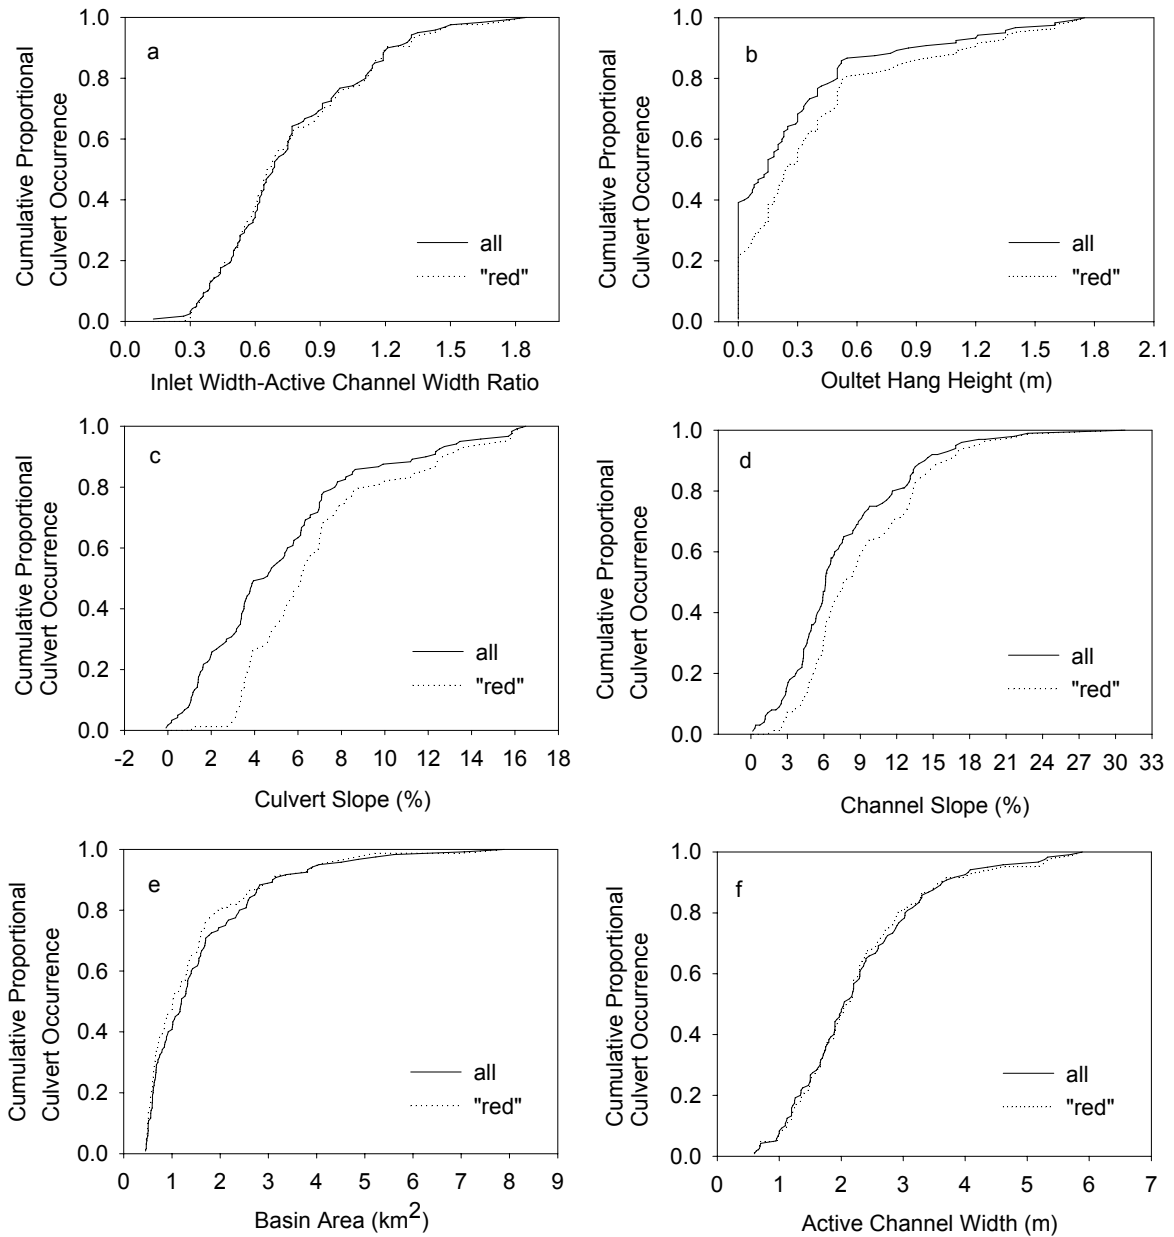 Cumulative Proportional
Culvert Occurrence
1.0
0.8
0.6
0.4
0.2
0.0
a
all
"red"
0.0 0.3 0.6 0.9 1.2 1.5 1.8
Inlet Width-Active Channel Width Ratio
Cumulative Proportional
Culvert Occurrence
1.0
0.8
0.6
0.4
0.2
0.0
b
all
"red"
0.0 0.3 0.6 0.9 1.2 1.5 1.8 2.1
Oultet Hang Height (m)
Cumulative Proportional
Culvert Occurrence
1.0
0.8
0.6
0.4
0.2
0.0
c
all
"red"
-2 0 2 4 6 8 10 12 14 16 18
Culvert Slope (%)
Cumulative Proportional
Culvert Occurrence
1.0
0.8
0.6
0.4
0.2
0.0
d
all
"red"
0 3 6 9 12 15 18 21 24 27 30 33
Channel Slope (%)
Cumulative Proportional
Culvert Occurrence
1.0
0.8
0.6
0.4
0.2
0.0
e
all
"red"
0 1 2 3 4 5 6 7 8 9
Basin Area (km2)
Cumulative Proportional
Culvert Occurrence
1.0
0.8
0.6
0.4
0.2
0.0
f
all
"red"
0 1 2 3 4 5 6 7
Active Channel Width (m)